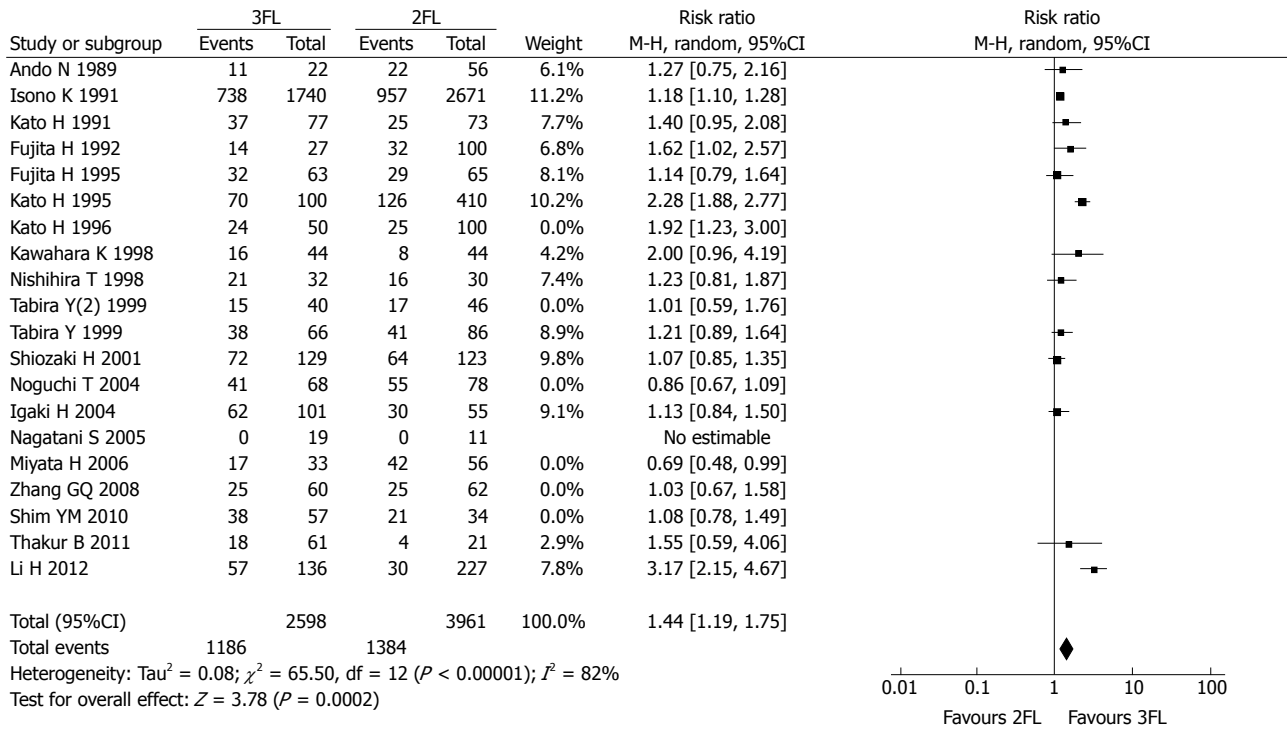 3FL 2FL Risk ratio Risk ratio
Study or subgroup Events Total Events Total Weight M-H, random, 95%CI M-H, random, 95%CI
Ando N 1989 11 22 22 56 6.1% 1.27 [0.75, 2.16]
Isono K 1991 738 1740 957 2671 11.2% 1.18 [1.10, 1.28]
Kato H 1991 37 77 25 73 7.7% 1.40 [0.95, 2.08]
Fujita H 1992 14 27 32 100 6.8% 1.62 [1.02, 2.57]
Fujita H 1995 32 63 29 65 8.1% 1.14 [0.79, 1.64]
Kato H 1995 70 100 126 410 10.2% 2.28 [1.88, 2.77]
Kato H 1996 24 50 25 100 0.0% 1.92 [1.23, 3.00]
Kawahara K 1998 16 44 8 44 4.2% 2.00 [0.96, 4.19]
Nishihira T 1998 21 32 16 30 7.4% 1.23 [0.81, 1.87]
Tabira Y(2) 1999 15 40 17 46 0.0% 1.01 [0.59, 1.76]
Tabira Y 1999 38 66 41 86 8.9% 1.21 [0.89, 1.64]
Shiozaki H 2001 72 129 64 123 9.8% 1.07 [0.85, 1.35]
Noguchi T 2004 41 68 55 78 0.0% 0.86 [0.67, 1.09]
Igaki H 2004 62 101 30 55 9.1% 1.13 [0.84, 1.50]
Nagatani S 2005 0 19 0 11 No estimable
Miyata H 2006 17 33 42 56 0.0% 0.69 [0.48, 0.99]
Zhang GQ 2008 25 60 25 62 0.0% 1.03 [0.67, 1.58]
Shim YM 2010 38 57 21 34 0.0% 1.08 [0.78, 1.49]
Thakur B 2011 18 61 4 21 2.9% 1.55 [0.59, 4.06]
Li H 2012 57 136 30 227 7.8% 3.17 [2.15, 4.67]
Total (95%CI) 2598 3961 100.0% 1.44 [1.19, 1.75]
Total events 1186 1384
Heterogeneity: Tau² = 0.08; χ² = 65.50, df = 12 (P < 0.00001); I² = 82%
Test for overall effect: Z = 3.78 (P = 0.0002)
0.01 0.1 1 10 100
Favours 2FL Favours 3FL